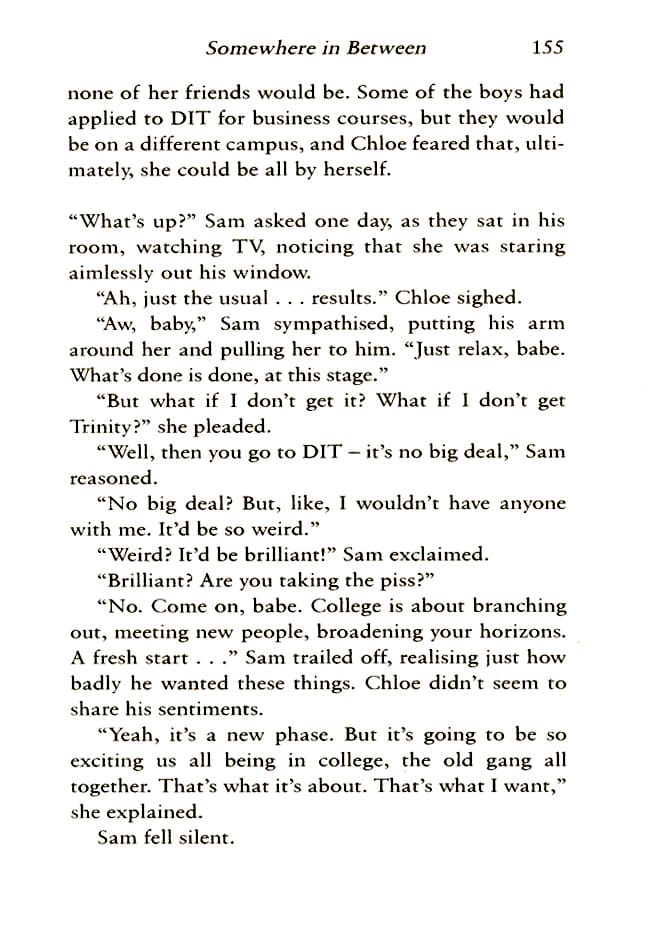 Somewhere in Between 155
none of her friends would be. Some of the boys had
applied to DIT for business courses, but they would
be on a different campus, and Chloe feared that, ulti-
mately, she could be all by herself.
“What’s up?” Sam asked one day, as they sat in his
room, watching TV, noticing that she was staring
aimlessly out his window.
“Ah, just the usual . . . results.” Chloe sighed.
“Aw, baby,” Sam sympathised, putting his arm
around her and pulling her to him. “Just relax, babe.
What’s done is done, at this stage.”
“But what if I don’t get it? What if I don’t get
Trinity?” she pleaded.
“Well, then you go to DIT – it’s no big deal,” Sam
reasoned.
“No big deal? But, like, I wouldn’t have anyone
with me. It’d be so weird.”
“Weird? It’d be brilliant!” Sam exclaimed.
“Brilliant? Are you taking the piss?”
“No. Come on, babe. College is about branching
out, meeting new people, broadening your horizons.
A fresh start . . .” Sam trailed off, realising just how
badly he wanted these things. Chloe didn’t seem to
share his sentiments.
“Yeah, it’s a new phase. But it’s going to be so
exciting us all being in college, the old gang all
together. That’s what it’s about. That’s what I want,”
she explained.
Sam fell silent.